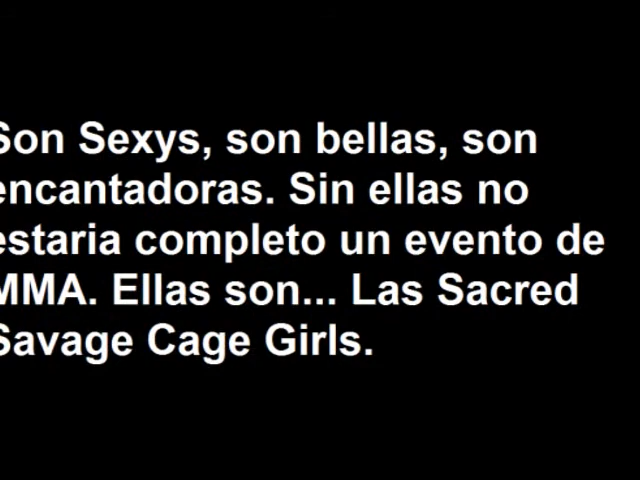 Son Sexys, son bellas, son
encantadoras. Sin ellas no
estaria completo un evento de
MMA. Ellas son... Las Sacred
Savage Cage Girls.